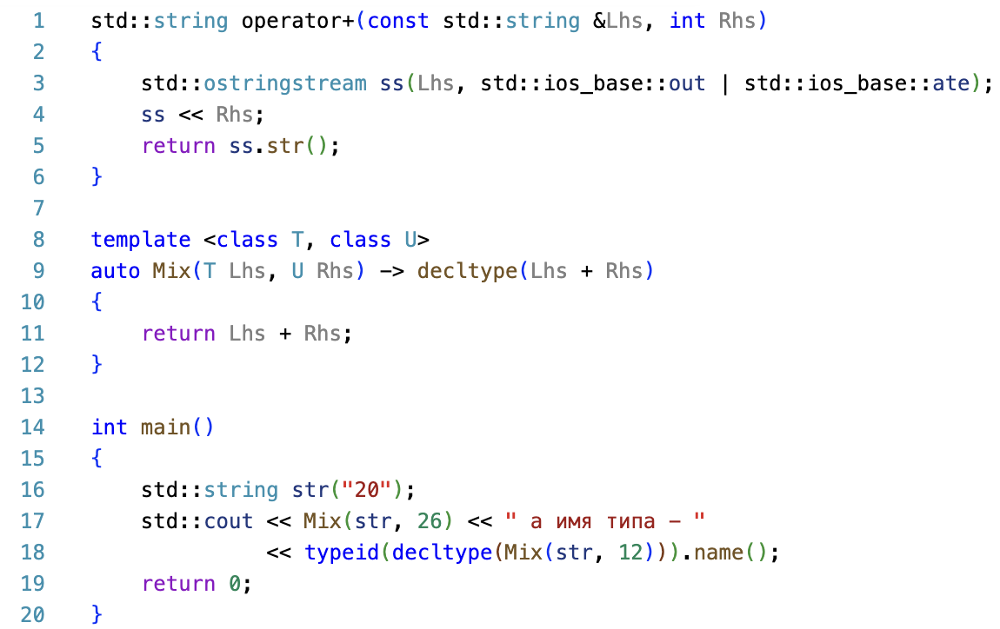 1 std::string operator+(const std::string &Lhs, int Rhs)
2 {
3 std::ostringstream ss(Lhs, std::ios_base::out | std::ios_base::ate);
4 ss << Rhs;
5 return ss.str();
6 }
7
8 template <class T, class U>
9 auto Mix(T Lhs, U Rhs) -> decltype(Lhs + Rhs)
10 {
11 return Lhs + Rhs;
12 }
13
14 int main()
15 {
16 std::string str("20");
17 std::cout << Mix(str, 26) << " а имя типа - "
18 << typeid(decltype(Mix(str, 12))).name();
19 return 0;
20 }